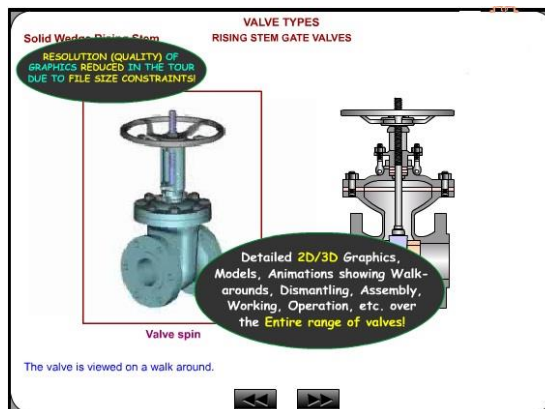 VALVE TYPES
Solid Wedge Rising Stem
RISING STEM GATE VALVES
RESOLUTION (QUALITY) OF
GRAPHICS REDUCED IN THE TOUR
DUE TO FILE SIZE CONSTRAINTS!
Detailed 2D/3D Graphics,
Models, Animations showing Walk-
arounds, Dismantling, Assembly,
Working, Operation, etc. over
the Entire range of valves!
Valve spin
The valve is viewed on a walk around.